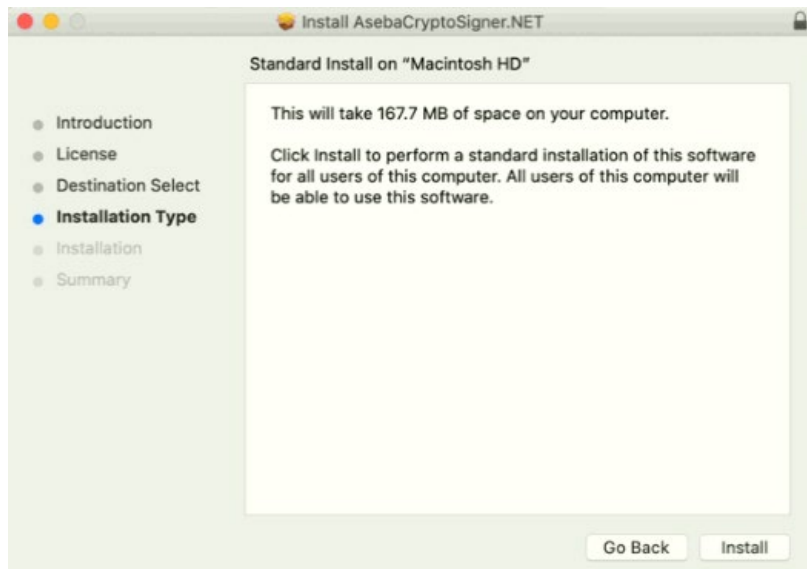 Install AsebaCryptoSigner.NET
Standard Install on “Macintosh HD”
Introduction
License
Destination Select
Installation Type
Installation
Summary
This will take 167.7 MB of space on your computer.
Click Install to perform a standard installation of this software
for all users of this computer. All users of this computer will
be able to use this software.
Go Back
Install